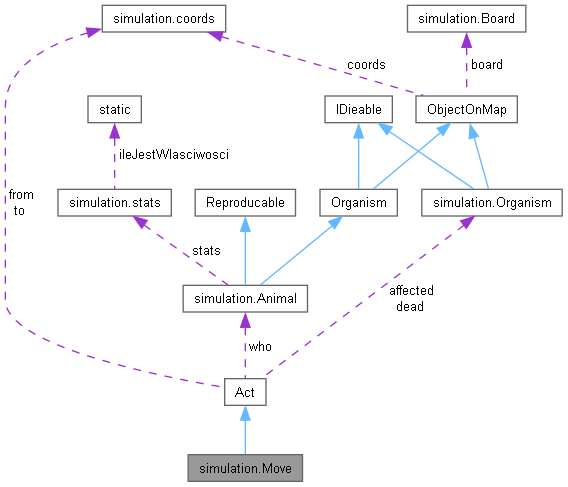 simulation.coords
simulation.Board
coords
board
static
IDieable
ObjectOnMap
ileJestWlasciwosci
from
to
simulation.stats
Reproducable
Organism
simulation.Organism
stats
simulation.Animal
affected
dead
who
Act
simulation.Move